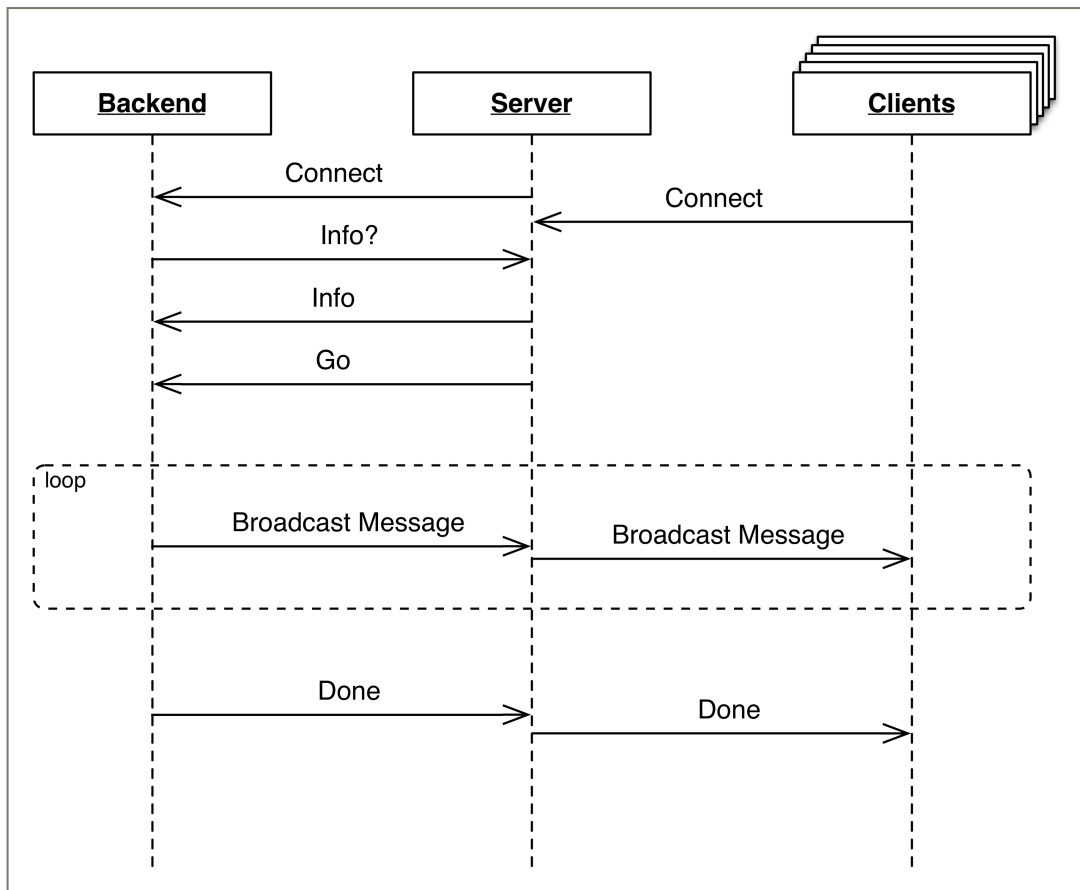 Backend
Server
Clients
Connect
Connect
Info?
Info
Go
loop
Broadcast Message
Broadcast Message
Done
Done